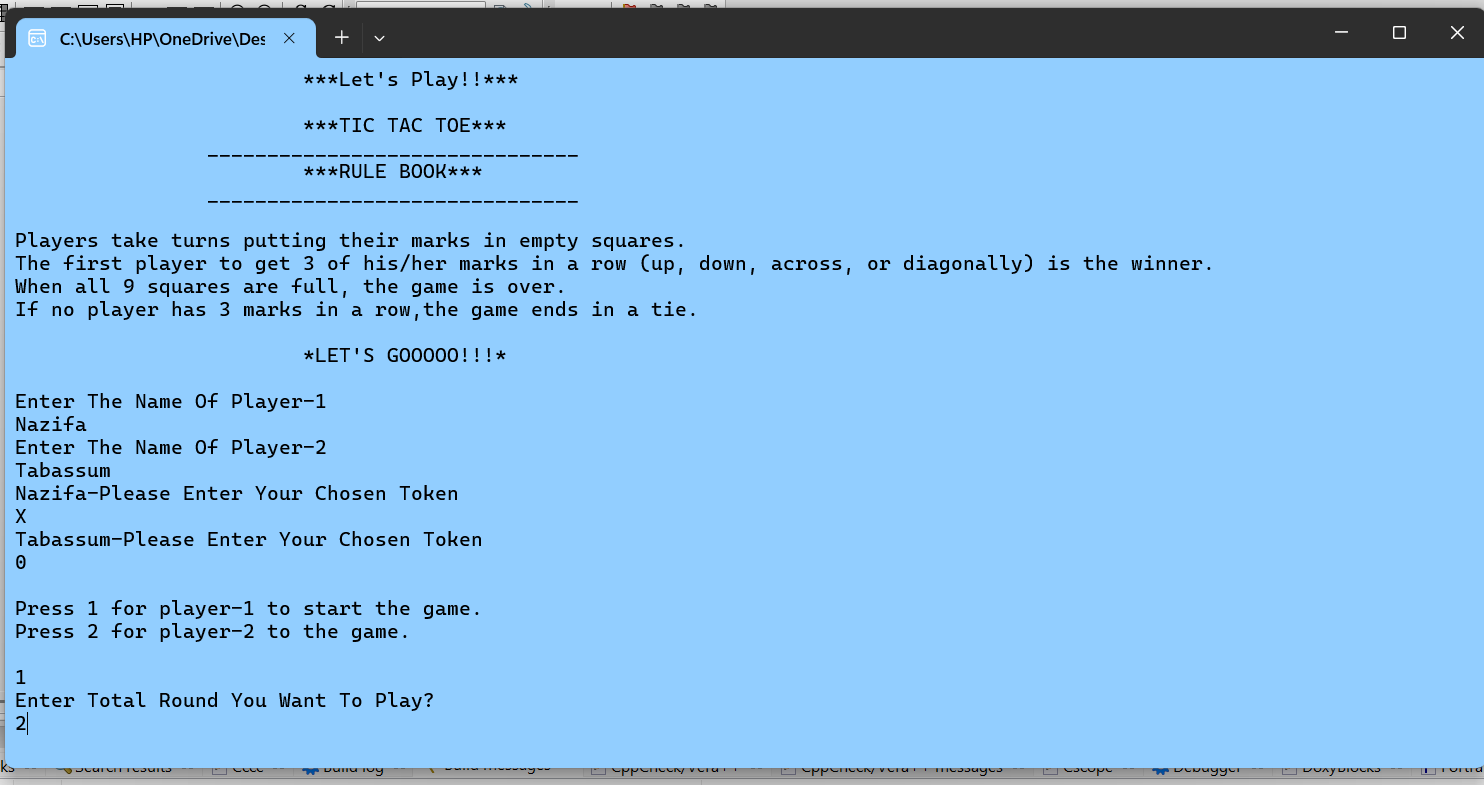 C:\Users\HP\OneDrive\Des
***Let's Play!!***
***TIC TAC TOE***
_______________________________
***RULE BOOK***
_______________________________
Players take turns putting their marks in empty squares.
The first player to get 3 of his/her marks in a row (up, down, across, or diagonally) is the winner.
When all 9 squares are full, the game is over.
If no player has 3 marks in a row,the game ends in a tie.
*LET'S GOOOOO!!!*
Enter The Name Of Player-1
Nazifa
Enter The Name Of Player-2
Tabassum
Nazifa-Please Enter Your Chosen Token
X
Tabassum-Please Enter Your Chosen Token
0
Press 1 for player-1 to start the game.
Press 2 for player-2 to the game.
1
Enter Total Round You Want To Play?
2
ks Search results Cccc Build log Build messages CppCheck/Vera++ CppCheck/Vera++ messages Cscope Debugger DoxyBlocks Fortra